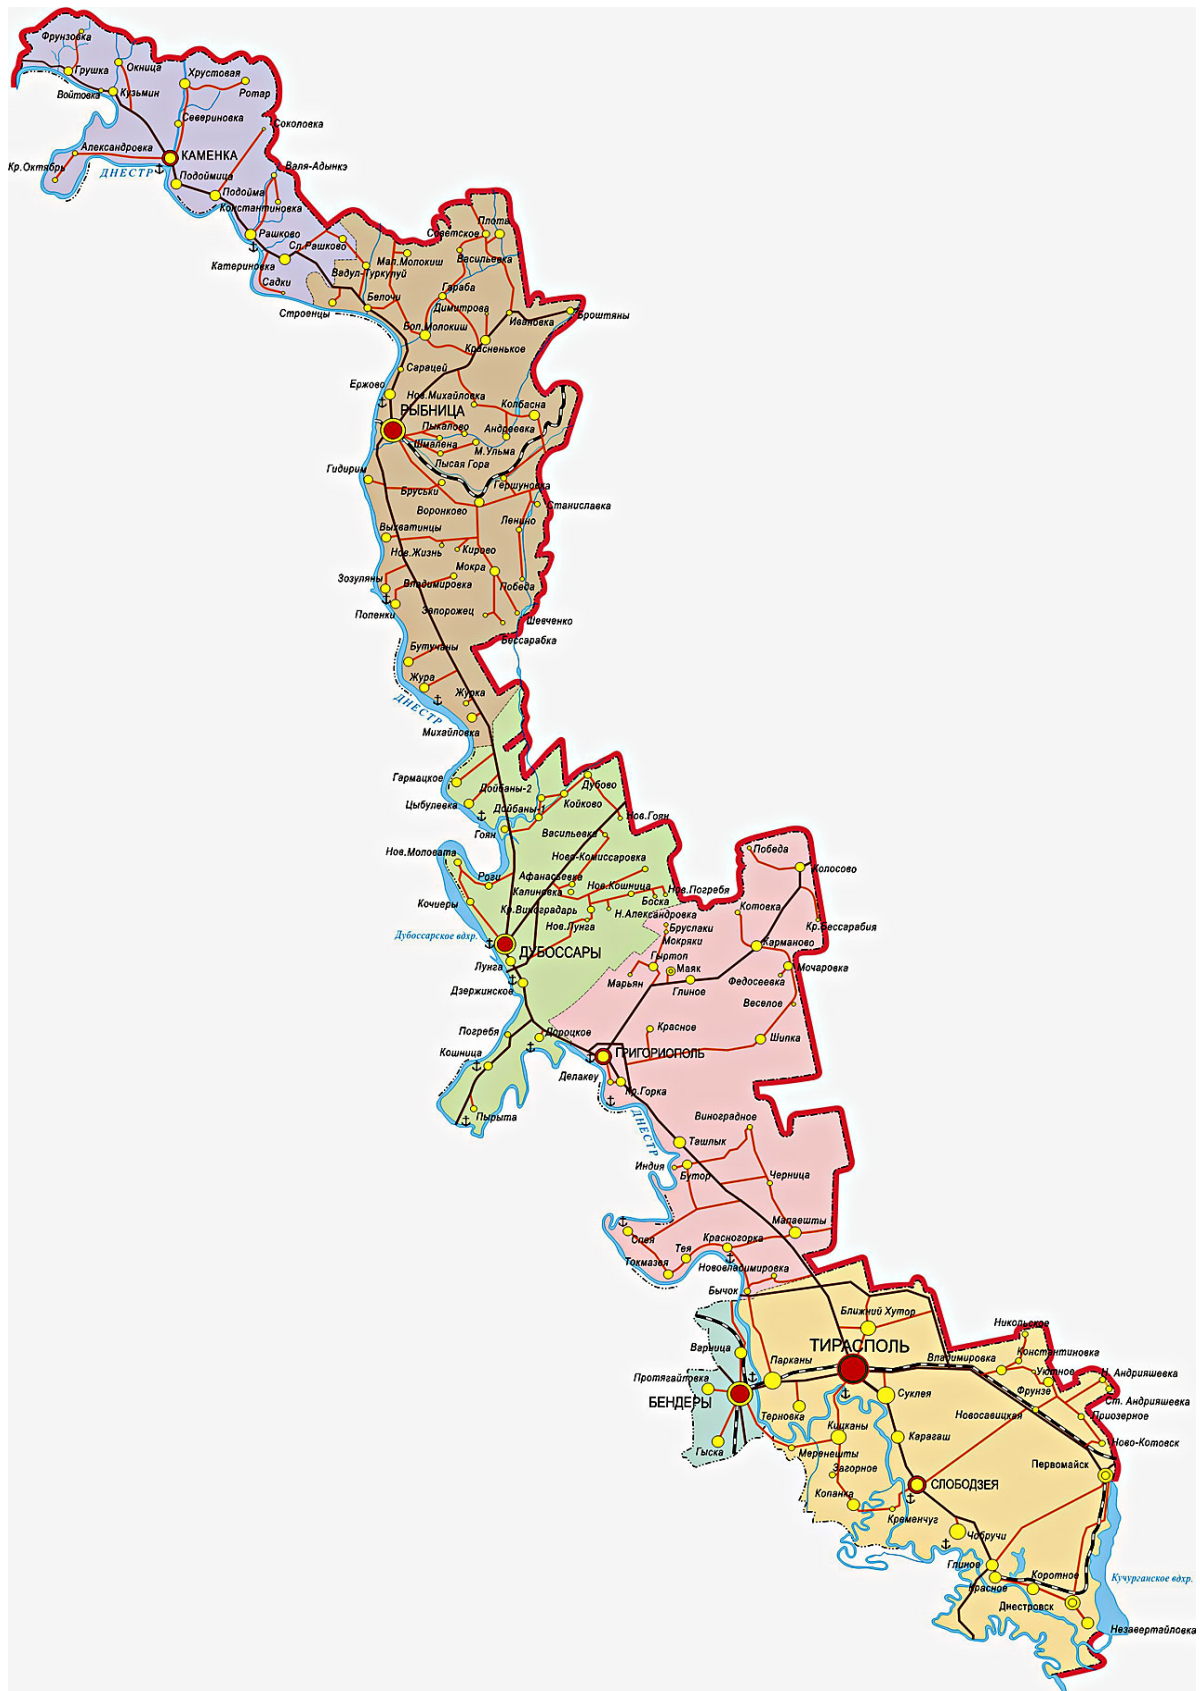 Фрунзовка
Грушка
Окница
Хрустовая
Ротар
Войтовка
Кузьмин
Севериновка
Соколовка
Александровка
КАМЕНКА
Кр.Октябрь
ДНЕСТР
Подоймица
Валя-Адынкэ
Подойма
Константиновка
Рашково
Сл.Рашково
Катериновка
Садки
Строенцы
Плоть
Советское
Васильевка
Мал.Молокиш
Вадул-Туркулуй
Гараба
Белочи
Димитрова
Ивановка
Броштяны
Бол.Молокиш
Красненькое
Сарацей
Ержово
Нов.Михайловка
Колбасна
РЫБНИЦА
Пыкалово
Андреевка
Шмалена
М.Ульма
Лысая Гора
Гидирим
Гершуновка
Бруськи
Воронково
Станиславка
Ленино
Выхватинцы
Нов.Жизнь
Кирово
Мокра
Зозуляны
Владимировка
Победа
Попенки
Запорожец
Шевченко
Бессарабка
Бутучаны
Жура
Журка
ДНЕСТР
Михайловка
Гармацкое
Дойбаны-2
Дубово
Цыбулевка
Дойбаны-1
Койково
Нов.Гоян
Гоян
Васильевка
Нов.Моловата
Ново-Комиссаровка
Победа
Колосово
Роги
Афанасьевка
Калиновка
Нов.Кошница
Нов.Погребя
Боска
Кочиеры
Кр.Виноградарь
Н.Александровка
Котовка
Нов.Лунга
Бруслаки
Кр.Бессарабия
Дубоссарское вдхр.
Мокряки
Карманово
ДУБОССАРЫ
Гыртоп
Лунга
Маяк
Мочаровка
Марьян
Глиное
Федосеевка
Дзержинское
Веселое
Погребя
Дороцкое
Красное
Шипка
Кошница
ГРИГОРИОПОЛЬ
Делакеу
Кр.Горка
Пырыта
ДНЕСТР
Виноградное
Ташлык
Индия
Бутор
Черница
Малаешты
Спея
Красногорка
Тея
Токмазея
Нововладимировка
Бычок
Ближний Хутор
Никольское
Варница
ТИРАСПОЛЬ
Парканы
Владимировка
Константиновка
Протягайловка
Уютное
Н. Андрияшевка
Фрунзе
БЕНДЕРЫ
Суклея
Ст. Андрияшевка
Терновка
Новосавицкая
Приозерное
Кицканы
Карагаш
Ново-Котовск
Гыска
Меренешты
Загорное
Первомайск
СЛОБОДЗЕЯ
Копанка
Кременчуг
Чобручи
Глиное
Коротное
Кучурганское вдхр.
Красное
Днестровск
Незавертайловка